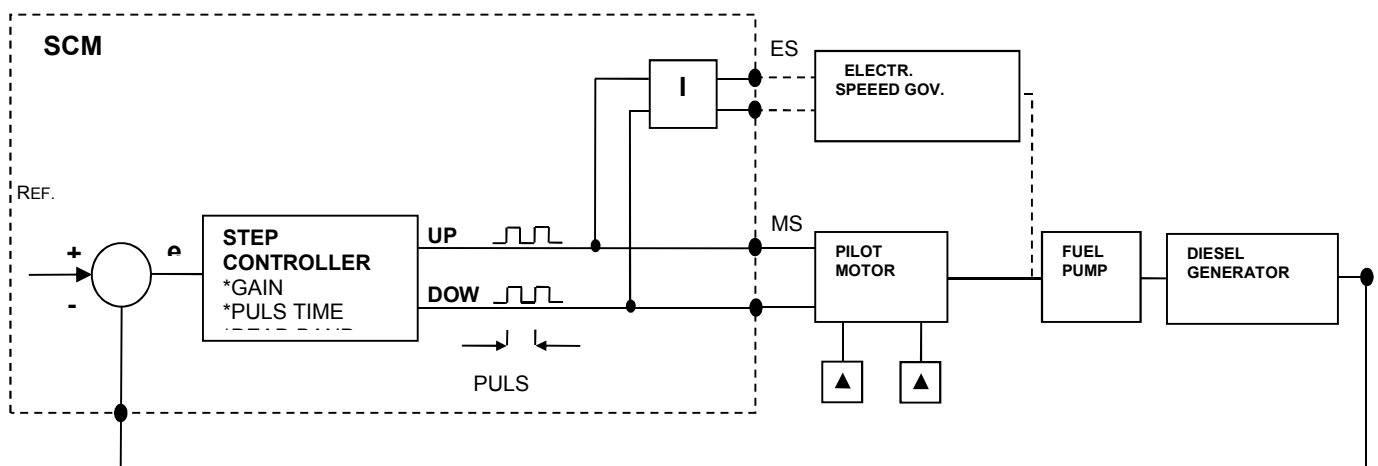 SCM
ES
ELECTR.
SPEEED GOV.
I
REF.
MS
+
e
-
STEP
CONTROLLER
*GAIN
*PULS TIME
UP
DOW
PULS
PILOT
MOTOR
FUEL
PUMP
DIESEL
GENERATOR